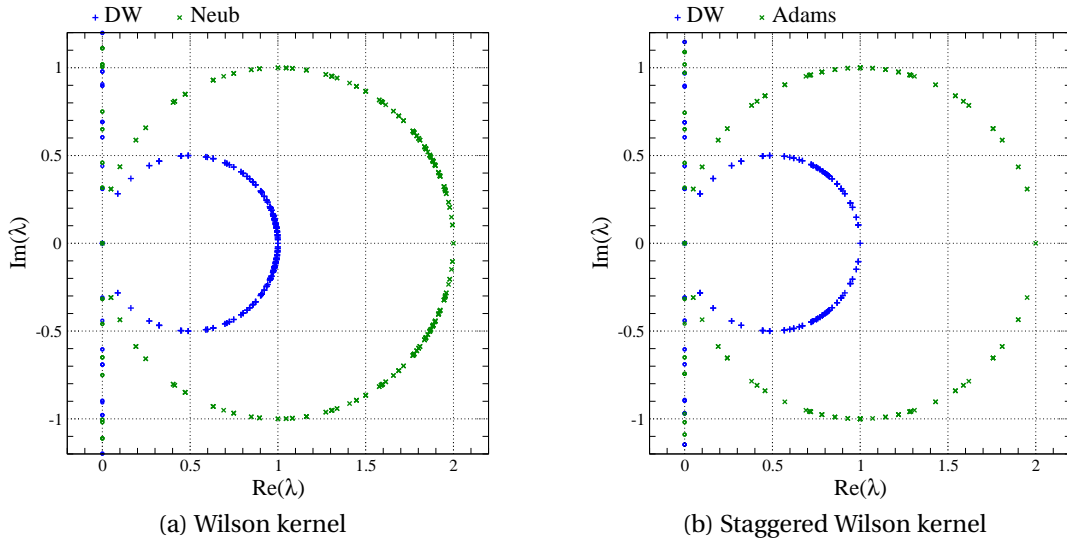 + DW × Neub
1
0.5
0
-0.5
-1
Im(λ)
0 0.5 1 1.5 2
Re(λ)
(a) Wilson kernel
+ DW × Adams
1
0.5
0
-0.5
-1
Im(λ)
0 0.5 1 1.5 2
Re(λ)
(b) Staggered Wilson kernel